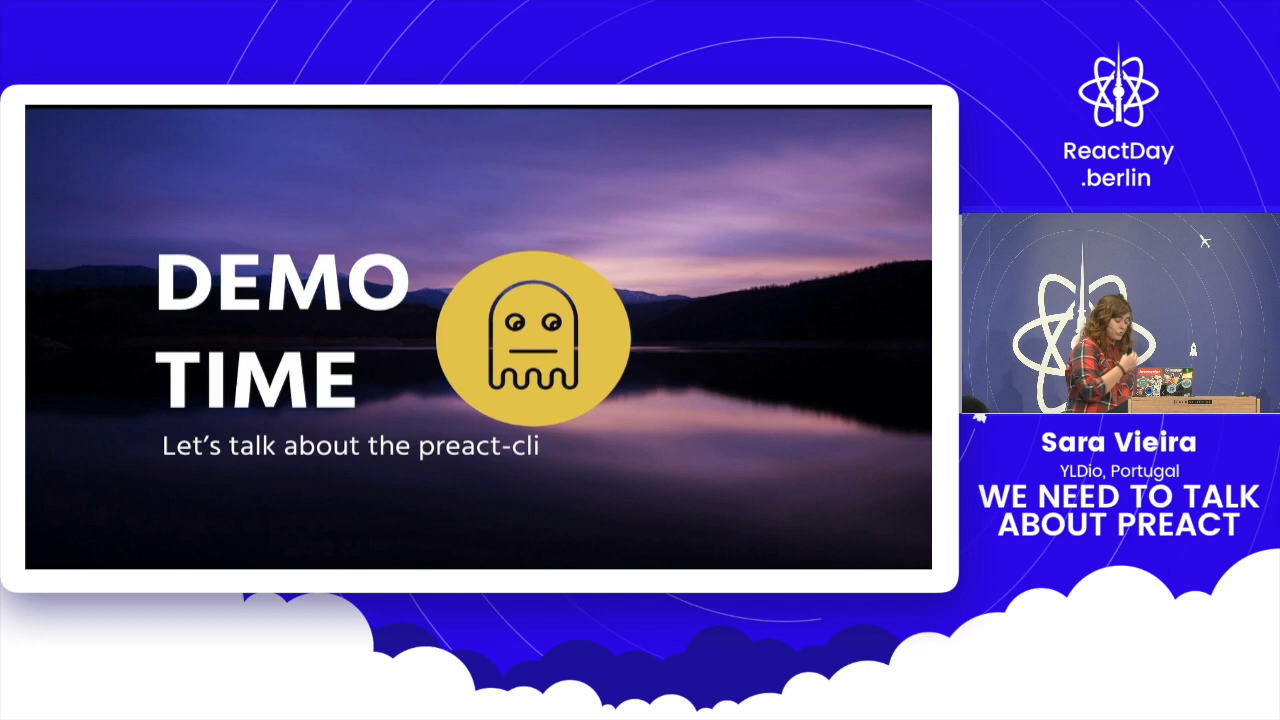 DEMO
TIME
Let's talk about the preact-cli
ReactDay
.berlin
Sara Vieira
YLDio, Portugal
WE NEED TO TALK
ABOUT PREACT